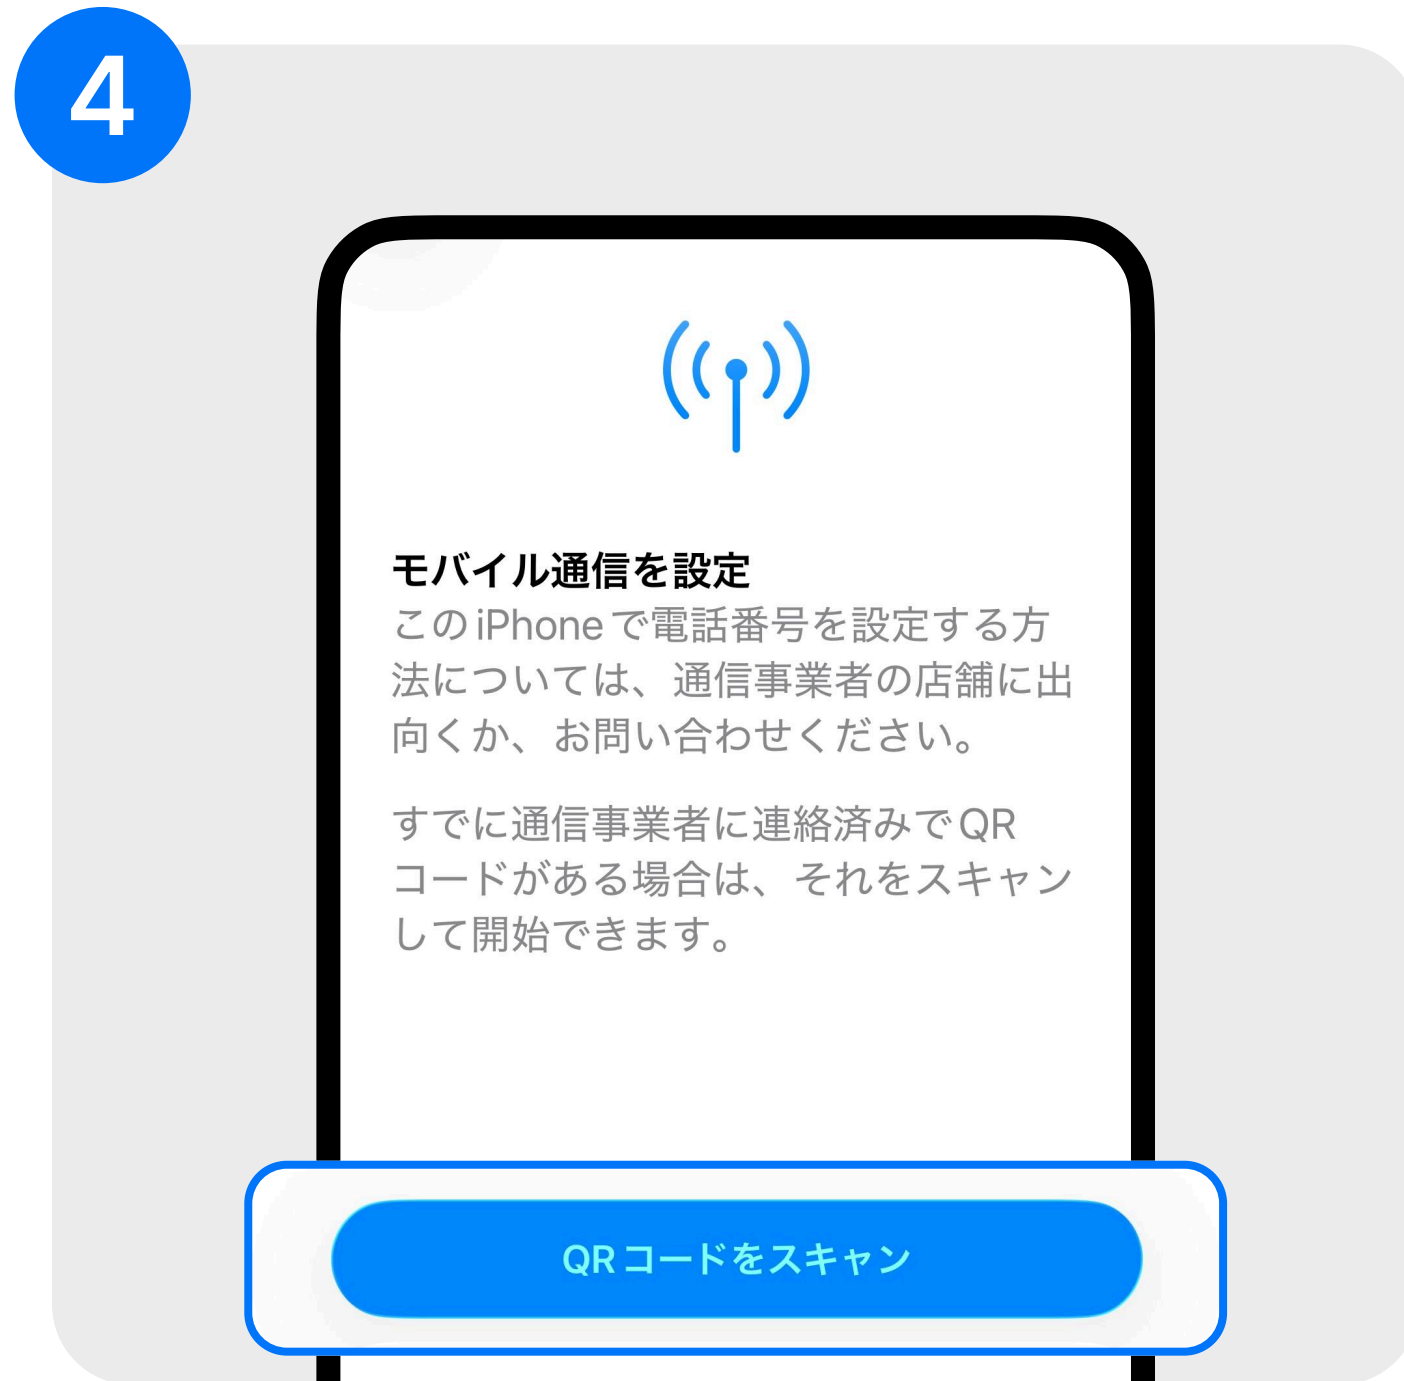 4
モバイル通信を設定
このiPhoneで電話番号を設定する方
法については、通信事業者の店舗に出
向くか、お問い合わせください。
すでに通信事業者に連絡済みでQR
コードがある場合は、それをスキャン
して開始できます。
QRコードをスキャン